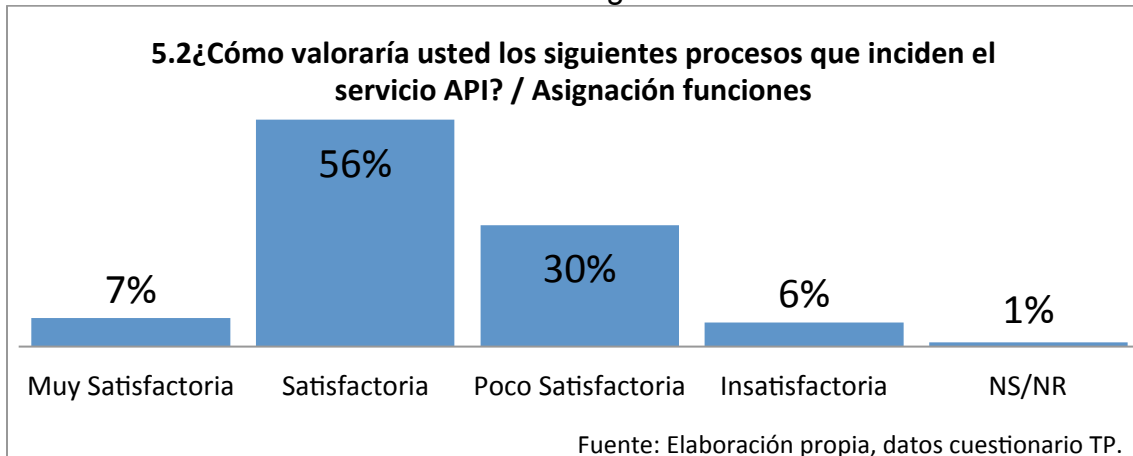 5.2¿Cómo valoraría usted los siguientes procesos que inciden el
servicio API? / Asignación funciones
56%
30%
7%
6%
1%
Muy Satisfactoria Satisfactoria Poco Satisfactoria Insatisfactoria NS/NR
Fuente: Elaboración propia, datos cuestionario TP.